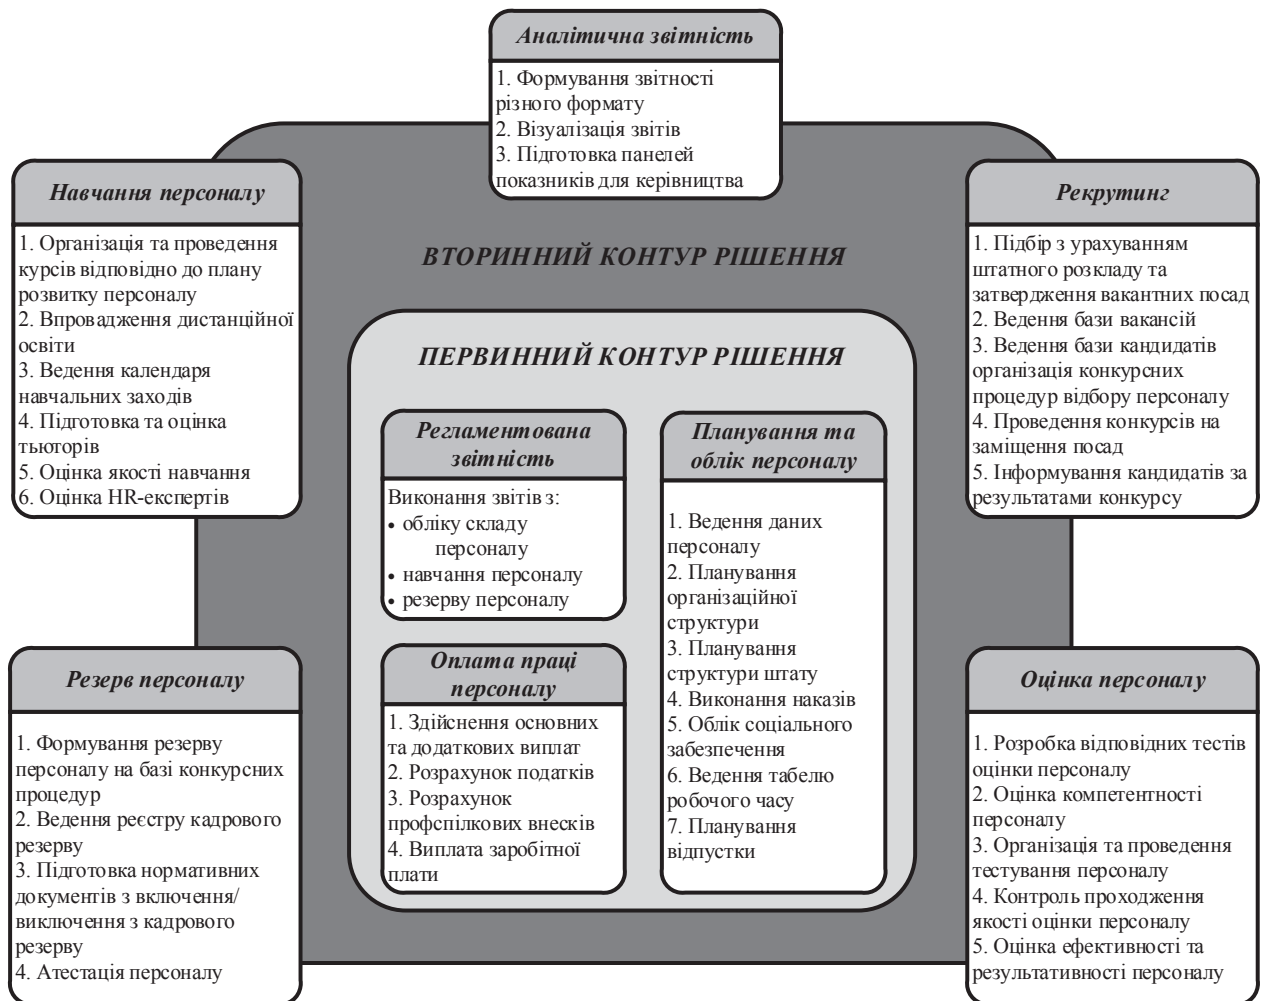 Аналітична звітність
1. Формування звітності
різного формату
2. Візуалізація звітів
3. Підготовка панелей
показників для керівництва
Навчання персоналу
1. Організація та проведення
курсів відповідно до плану
розвитку персоналу
2. Впровадження дистанційної
освіти
3. Ведення календаря
навчальних заходів
4. Підготовка та оцінка
тьюторів
5. Оцінка якості навчання
6. Оцінка HR-експертів
Рекрутинг
1. Підбір з урахуванням
штатного розкладу та
затвердження вакантних посад
2. Ведення бази вакансій
3. Ведення бази кандидатів
організація конкурсних
процедур відбору персоналу
4. Проведення конкурсів на
заміщення посад
5. Інформування кандидатів за
результатами конкурсу
ВТОРИННИЙ КОНТУР РІШЕННЯ
ПЕРВИННИЙ КОНТУР РІШЕННЯ
Регламентована
звітність
Виконання звітів з:
• обліку складу
персоналу
• навчання персоналу
• резерву персоналу
Планування та
облік персоналу
1. Ведення даних
персоналу
2. Планування
організаційної
структури
3. Планування
структури штату
4. Виконання наказів
5. Облік соціального
забезпечення
6. Ведення табелю
робочого часу
7. Планування
відпустки
Оплата праці
персоналу
1. Здійснення основних
та додаткових виплат
2. Розрахунок податків
3. Розрахунок
профспілкових внесків
4. Виплата заробітної
плати
Резерв персоналу
1. Формування резерву
персоналу на базі конкурсних
процедур
2. Ведення реєстру кадрового
резерву
3. Підготовка нормативних
документів з включення/
виключення з кадрового
резерву
4. Атестація персоналу
Оцінка персоналу
1. Розробка відповідних тестів
оцінки персоналу
2. Оцінка компетентності
персоналу
3. Організація та проведення
тестування персоналу
4. Контроль проходження
якості оцінки персоналу
5. Оцінка ефективності та
результативності персоналу